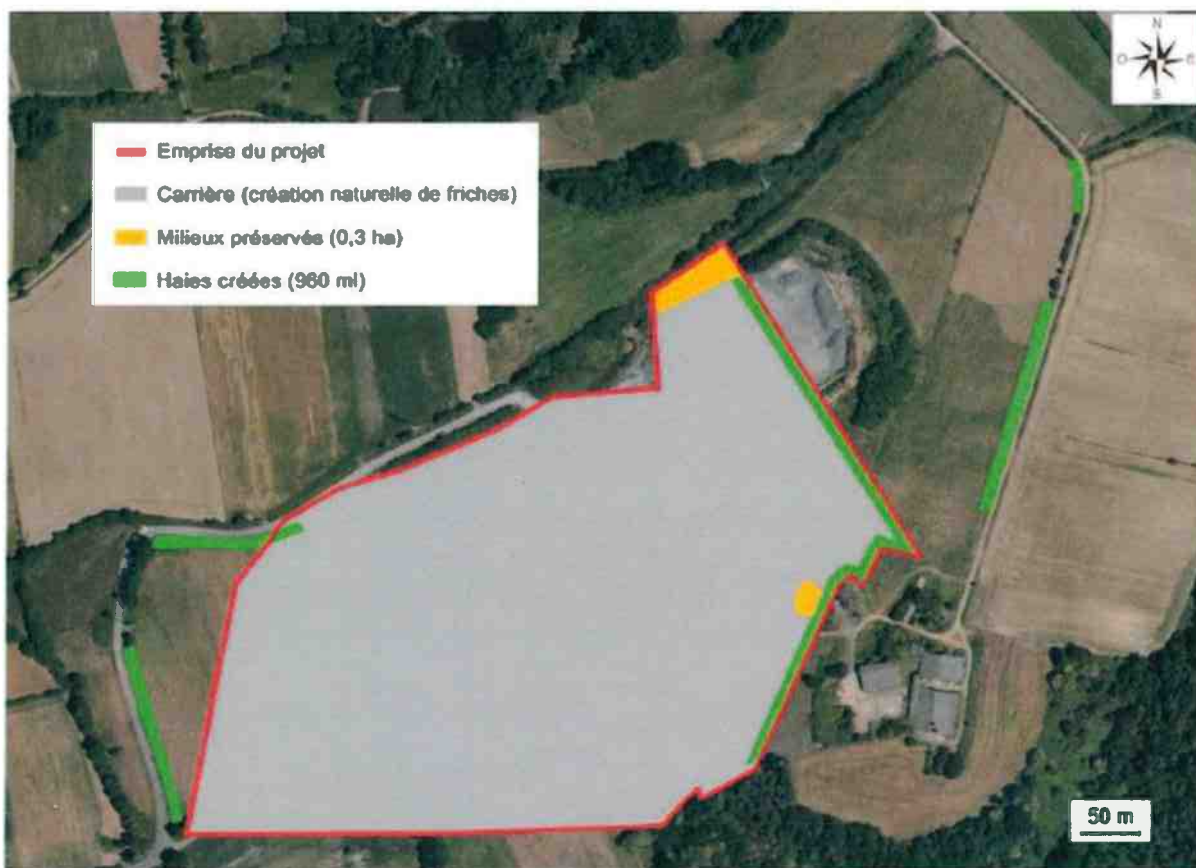 N
O
E
S
Emprise du projet
Carrière (création naturelle de friches)
Milieux préservés (0,3 ha)
Haies créées (960 ml)
50 m